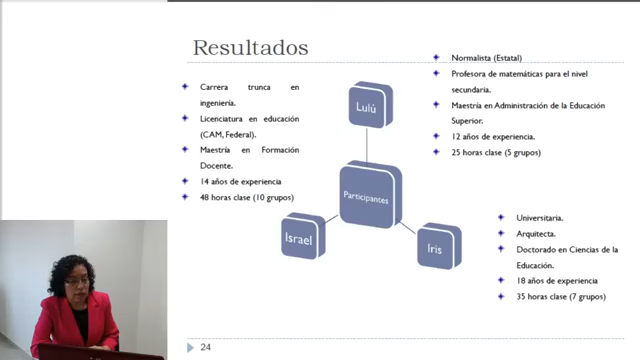 Resultados
Carrera trunca en
ingeniería.
Licenciatura en educación
(CAM, Federal).
Maestría en Formación
Docente.
14 años de experiencia
48 horas clase (10 grupos)
Normalista (Estatal)
Profesora de matemáticas para el nivel
secundaria.
Maestría en Administración de la Educación
Superior.
12 años de experiencia.
25 horas clase (5 grupos)
Lulú
Participantes
Israel
Iris
Universitaria.
Arquitecta.
Doctorado en Ciencias de la
Educación.
18 años de experiencia
35 horas clase (7 grupos)
24